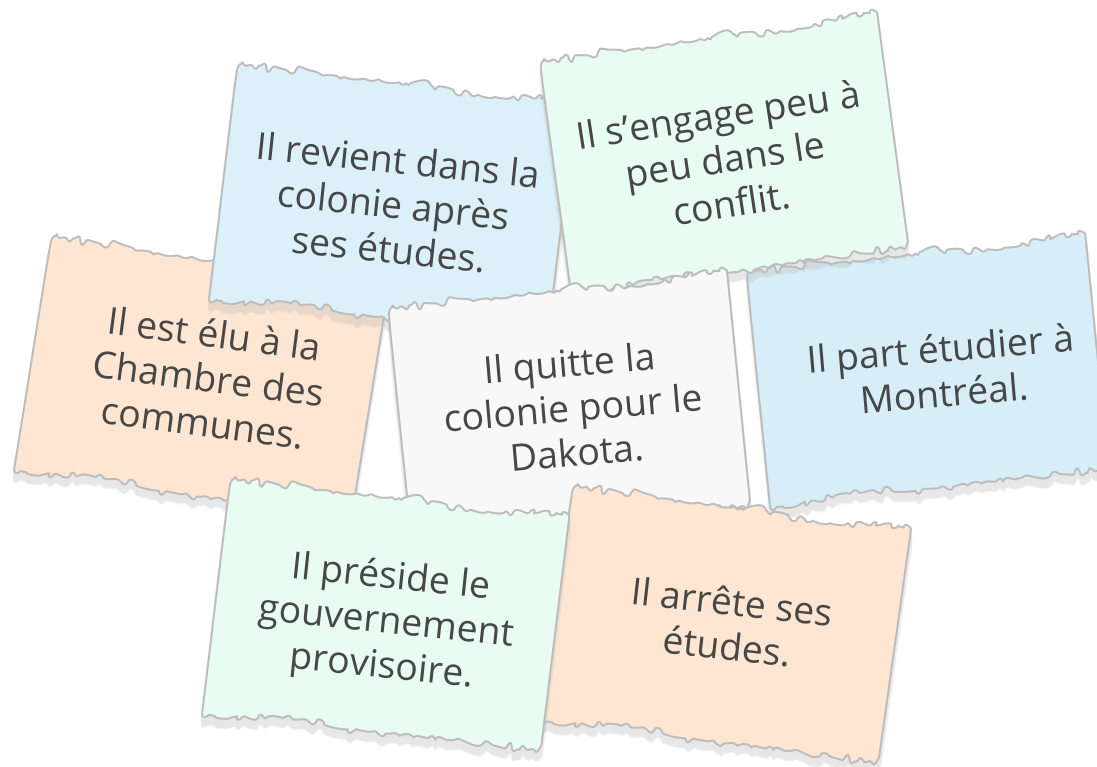 Il revient dans la
colonie après
ses études.
Il s’engage peu à
peu dans le
conflit.
Il est élu à la
Chambre des
communes.
Il quitte la
colonie pour le
Dakota.
Il part étudier à
Montréal.
Il préside le
gouvernement
provisoire.
Il arrête ses
études.